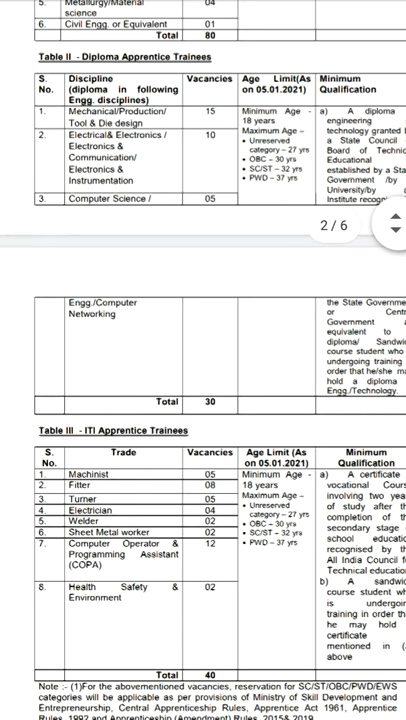 5. Metallurgy/Material 04
science
6. Civil Engg. or Equivalent 01
Total 80
Table II - Diploma Apprentice Trainees
S. No. Discipline (diploma in following Engg. disciplines) Vacancies Age Limit(As on 05.01.2021) Minimum Qualification
1. Mechanical/Production/ 15
Tool & Die design
2. Electrical& Electronics / 10
Electronics &
Communication/
Electronics &
Instrumentation
3. Computer Science / 05
Minimum Age -
18 years
Maximum Age –
• Unreserved
category – 27 yrs
• OBC – 30 yrs
• SC/ST – 32 yrs
• PWD – 37 yrs
a) A diploma
engineering
technology granted
a State Council
Board of
Educational
established by a
Government /by
University/by
Institute
2 / 6
Engg./Computer
Networking
the State
or
Government
equivalent to
diploma/
course student who
undergoing training
order that he/she
hold a diploma
Engg./Technology.
Total 30
Table III - ITI Apprentice Trainees
S. No. Trade Vacancies Age Limit (As on 05.01.2021) Minimum Qualification
1. Machinist 05
2. Fitter 08
3. Turner 05
4. Electrician 04
5. Welder 02
6. Sheet Metal worker 02
7. Computer Operator & 12
Programming Assistant
(COPA)
8. Health Safety & 02
Environment
Minimum Age -
18 years
Maximum Age –
• Unreserved
category – 27 yrs
• OBC – 30 yrs
• SC/ST – 32 yrs
• PWD – 37 yrs
a) A certificate
vocational
involving two
of study after
completion of
secondary stage
school
recognised by
All India Council
Technical
b) A
course student
is
training in order
he may hold
certificate
mentioned in
above
Total 40
Note :- (1)For the abovementioned vacancies, reservation for SC/ST/OBC/PWD/EWS
categories will be applicable as per provisions of Ministry of Skill Development and
Entrepreneurship, Central Apprenticeship Rules, Apprentice Act 1961, Apprentice
Rules, 1992 and Apprenticeship (Amendment) Rules, 2015& 2019